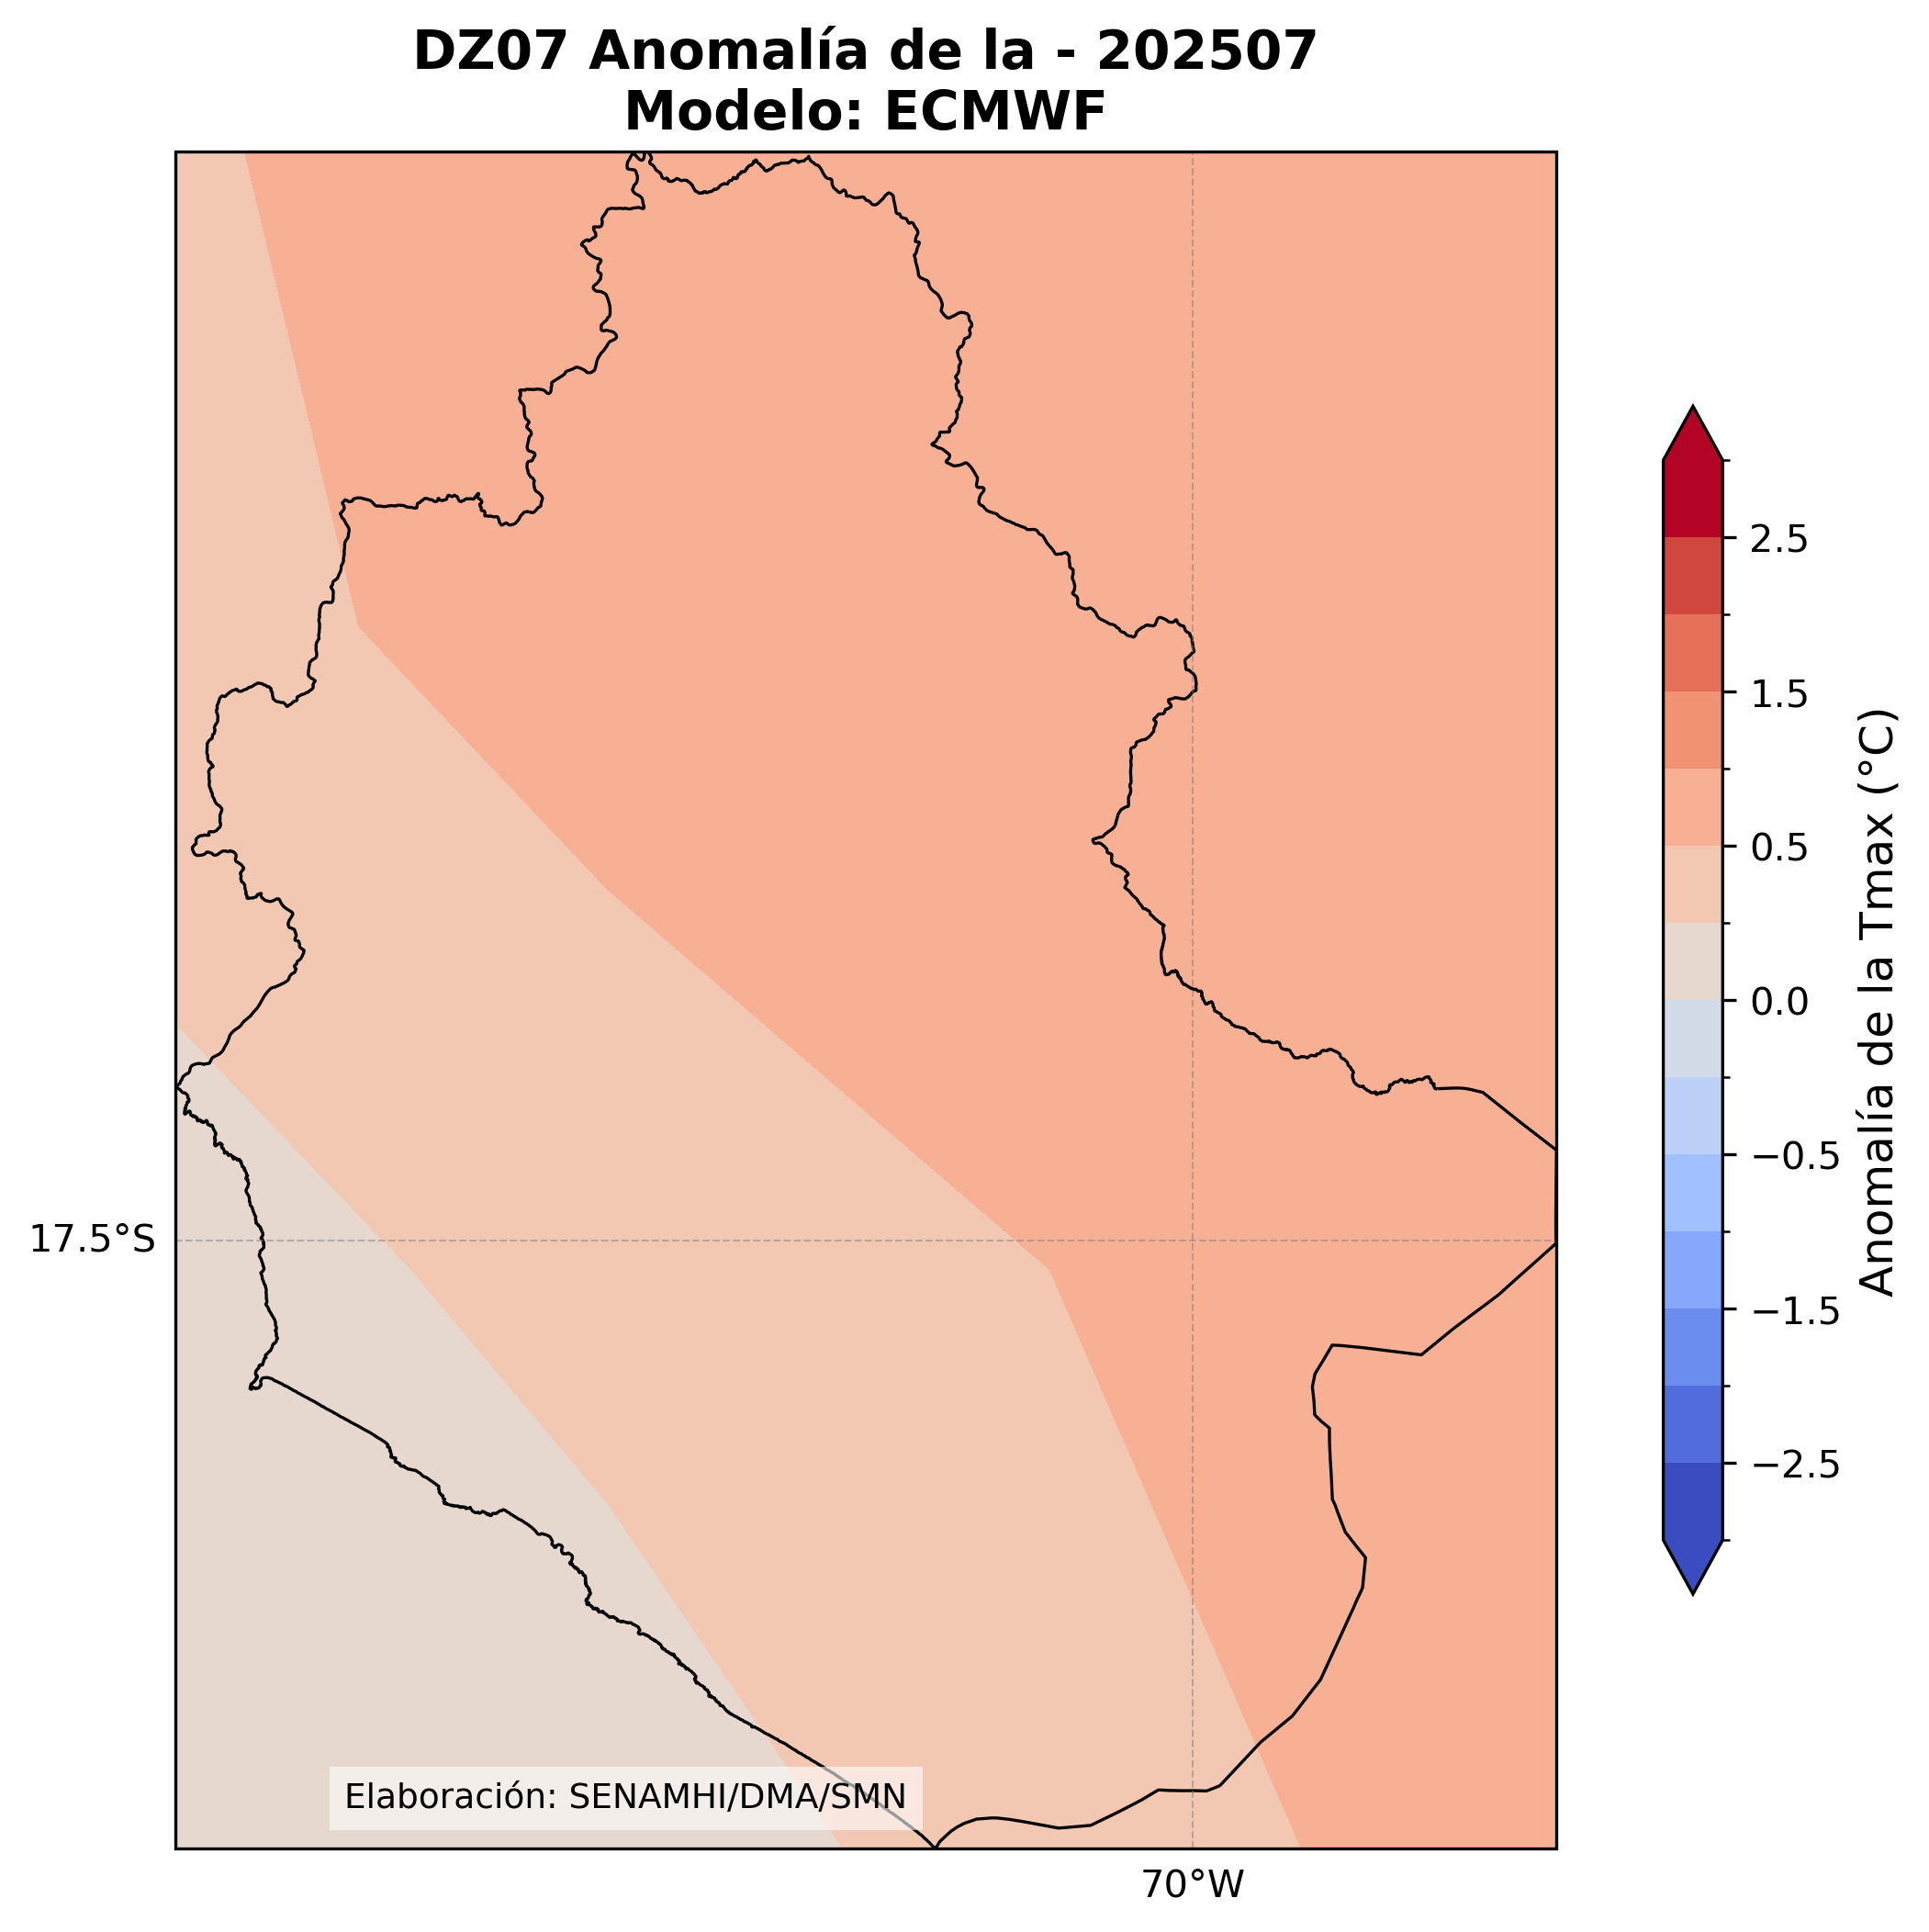 DZ07 Anomalía de la - 202507
Modelo: ECMWF
2.5
1.5
0.5
0.0
−0.5
−1.5
−2.5
Anomalía de la Tmax (°C)
17.5°S
Elaboración: SENAMHI/DMA/SMN
70°W